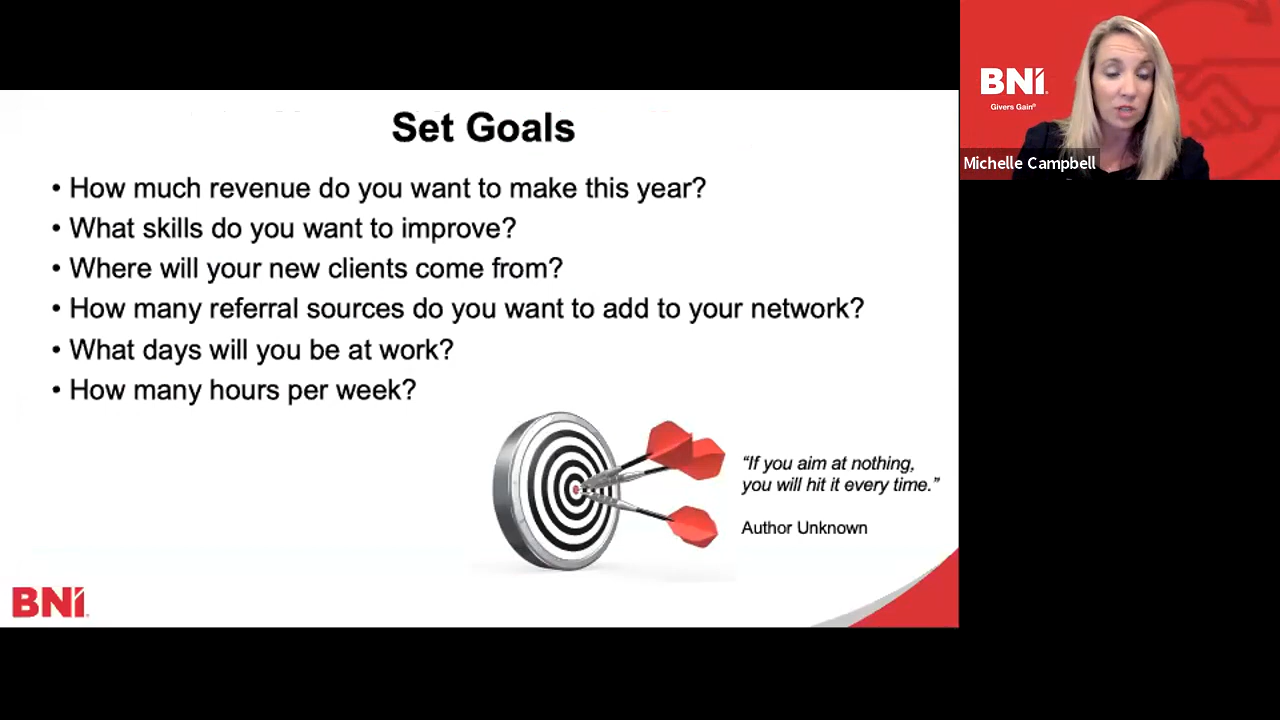 Set Goals
• How much revenue do you want to make this year?
• What skills do you want to improve?
• Where will your new clients come from?
• How many referral sources do you want to add to your network?
• What days will you be at work?
• How many hours per week?
“If you aim at nothing,
you will hit it every time.”
Author Unknown
BNI
BNI®
Givers Gain®
Michelle Campbell